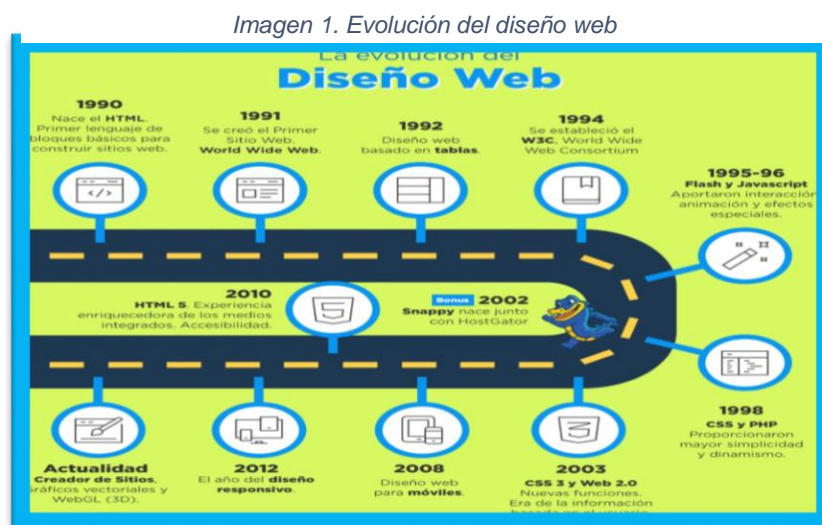 Imagen 1. Evolución del diseño web
La evolución del
Diseño Web
1990
Nace el HTML.
Primer lenguaje de
bloques básicos para
construir sitios web.
1991
Se creó el Primer
Sitio Web,
World Wide Web.
1992
Diseño web
basado en tablas.
1994
Se estableció el
W3C, World Wide
Web Consortium
1995-96
Flash y Javascript
Aportaron interacción
animación y efectos
especiales.
1998
CSS y PHP
Proporcionaron
mayor simplicidad
y dinamismo.
Bonus 2002
Snappy nace junto
con HostGator
2003
CSS 3 y Web 2.0
Nuevas funciones.
Era de la información
basada en el usuario
2008
Diseño web
para móviles.
2010
HTML 5. Experiencia
enriquecedora de los medios
integrados. Accesibilidad.
2012
El año del diseño
responsivo.
Actualidad
Creador de Sitios,
gráficos vectoriales y
WebGL (3D).